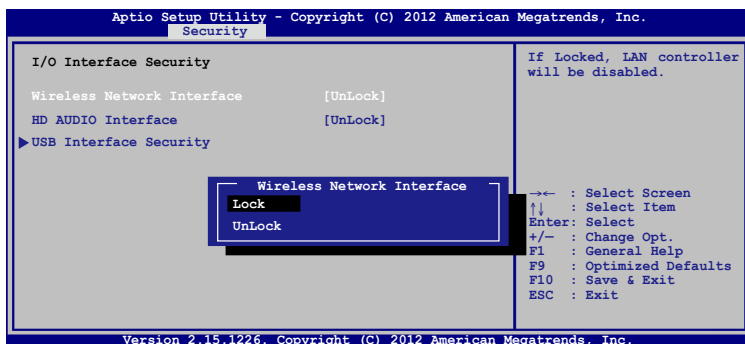 Aptio Setup Utility - Copyright (C) 2012 American Megatrends, Inc.
Security
I/O Interface Security
Wireless Network Interface [UnLock]
HD AUDIO Interface [UnLock]
USB Interface Security
Wireless Network Interface
Lock
UnLock
If Locked, LAN controller
will be disabled.
→← : Select Screen
↑↓ : Select Item
Enter: Select
+/— : Change Opt.
F1 : General Help
F9 : Optimized Defaults
F10 : Save & Exit
ESC : Exit
Version 2.15.1226. Copyright (C) 2012 American Megatrends, Inc.